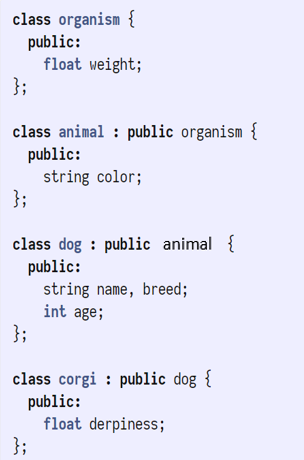 class organism {
public:
float weight;
};
class animal : public organism {
public:
string color;
};
class dog : public animal {
public:
string name, breed;
int age;
};
class corgi : public dog {
public:
float derpiness;
};